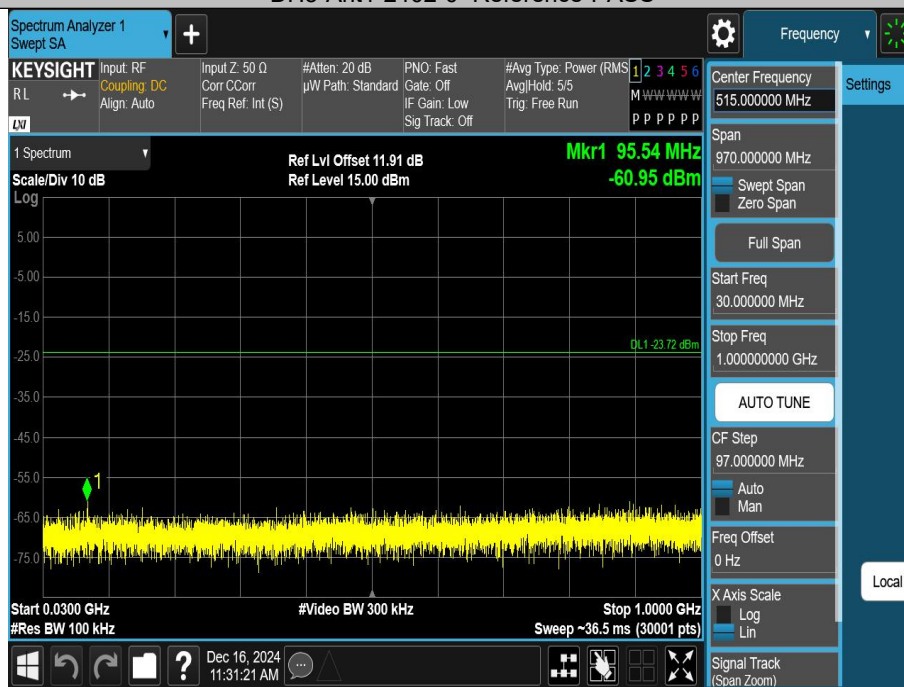 Spectrum Analyzer 1
Swept SA
Frequency
KEYSIGHT
RL
LXI
Input: RF
Coupling: DC
Align: Auto
Input Z: 50 Ω
Corr CCorr
Freq Ref: Int (S)
#Atten: 20 dB
µW Path: Standard
PNO: Fast
Gate: Off
IF Gain: Low
Sig Track: Off
#Avg Type: Power (RMS
Avg|Hold: 5/5
Trig: Free Run
1 2 3 4 5 6
M W W W W W
P P P P P P
Center Frequency
515.000000 MHz
Settings
1 Spectrum
Scale/Div 10 dB
Log
Ref Lvl Offset 11.91 dB
Ref Level 15.00 dBm
Mkr1 95.54 MHz
-60.95 dBm
Span
970.000000 MHz
Swept Span
Zero Span
Full Span
Start Freq
30.000000 MHz
Stop Freq
1.000000000 GHz
AUTO TUNE
CF Step
97.000000 MHz
Auto
Man
Freq Offset
0 Hz
X Axis Scale
Log
Lin
Signal Track
(Span Zoom)
Local
5.00
-5.00
-15.0
DL1 -23.72 dBm
-25.0
-35.0
-45.0
-55.0
1
-65.0
-75.0
Start 0.0300 GHz
#Res BW 100 kHz
#Video BW 300 kHz
Stop 1.0000 GHz
Sweep ~36.5 ms (30001 pts)
Dec 16, 2024
11:31:21 AM